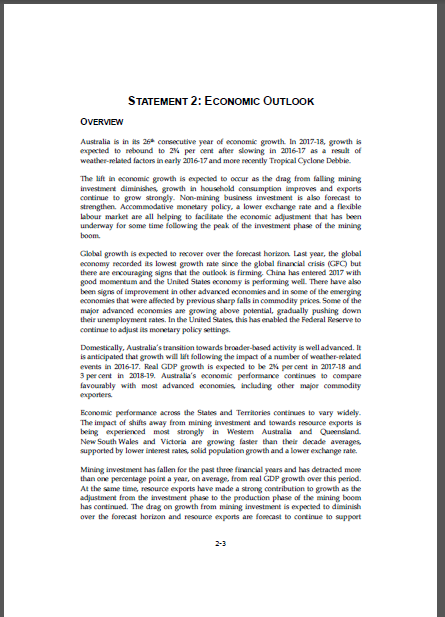 STATEMENT 2: ECONOMIC OUTLOOK
OVERVIEW
Australia is in its 26th consecutive year of economic growth. In 2017-18, growth is
expected to rebound to 2¾ per cent after slowing in 2016-17 as a result of
weather-related factors in early 2016-17 and more recently Tropical Cyclone Debbie.
The lift in economic growth is expected to occur as the drag from falling mining
investment diminishes, growth in household consumption improves and exports
continue to grow strongly. Non-mining business investment is also forecast to
strengthen. Accommodative monetary policy, a lower exchange rate and a flexible
labour market are all helping to facilitate the economic adjustment that has been
underway for some time following the peak of the investment phase of the mining
boom.
Global growth is expected to recover over the forecast horizon. Last year, the global
economy recorded its lowest growth rate since the global financial crisis (GFC) but
there are encouraging signs that the outlook is firming. China has entered 2017 with
good momentum and the United States economy is performing well. There have also
been signs of improvement in other advanced economies and in some of the emerging
economies that were affected by previous sharp falls in commodity prices. Some of the
major advanced economies are growing above potential, gradually pushing down
their unemployment rates. In the United States, this has enabled the Federal Reserve to
continue to adjust its monetary policy settings.
Domestically, Australia's transition towards broader-based activity is well advanced. It
is anticipated that growth will lift following the impact of a number of weather-related
events in 2016-17. Real GDP growth is expected to be 2¾ per cent in 2017-18 and
3 per cent in 2018-19. Australia's economic performance continues to compare
favourably with most advanced economies, including other major commodity
exporters.
Economic performance across the States and Territories continues to vary widely.
The impact of shifts away from mining investment and towards resource exports is
being experienced most strongly in Western Australia and Queensland.
New South Wales and Victoria are growing faster than their decade averages,
supported by lower interest rates, solid population growth and a lower exchange rate.
Mining investment has fallen for the past three financial years and has detracted more
than one percentage point a year, on average, from real GDP growth over this period.
At the same time, resource exports have made a strong contribution to growth as the
adjustment from the investment phase to the production phase of the mining boom
has continued. The drag on growth from mining investment is expected to diminish
over the forecast horizon and resource exports are forecast to continue to support
2-3